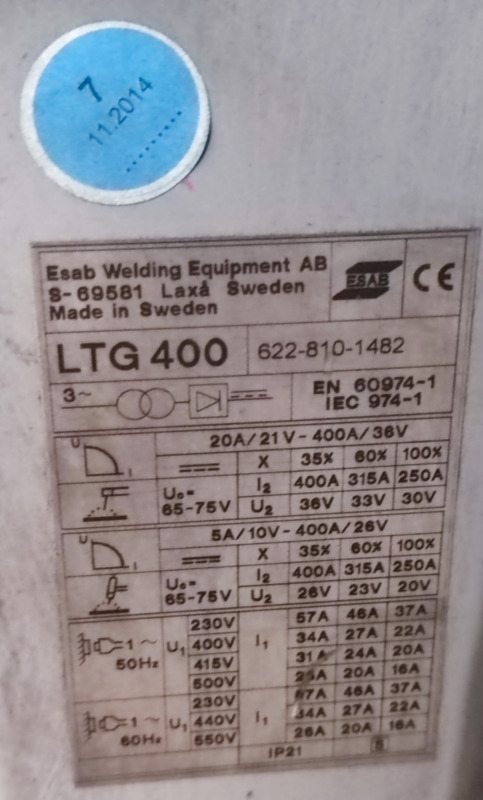 7
11.2014
Esab Welding Equipment AB
S-69581 Laxå Sweden
Made in Sweden
ESAB
CE
LTG 400
622-810-1482
3~
EN 60974-1
IEC 974-1
U
I
20A/21V-400A/36V
X 35% 60% 100%
U₀= 65-75V
I₂ 400A 315A 250A
U₂ 36V 33V 30V
U
I
5A/10V-400A/26V
X 35% 60% 100%
U₀= 65-75V
I₂ 400A 315A 250A
U₂ 26V 23V 20V
1~ 50Hz
U₁
I₁
230V 57A 46A 37A
400V 34A 27A 22A
415V 31A 24A 20A
500V 20A 16A
1~ 60Hz
U₁
I₁
230V 57A 46A 37A
440V 34A 27A 22A
550V 26A 20A 16A
IP21
S